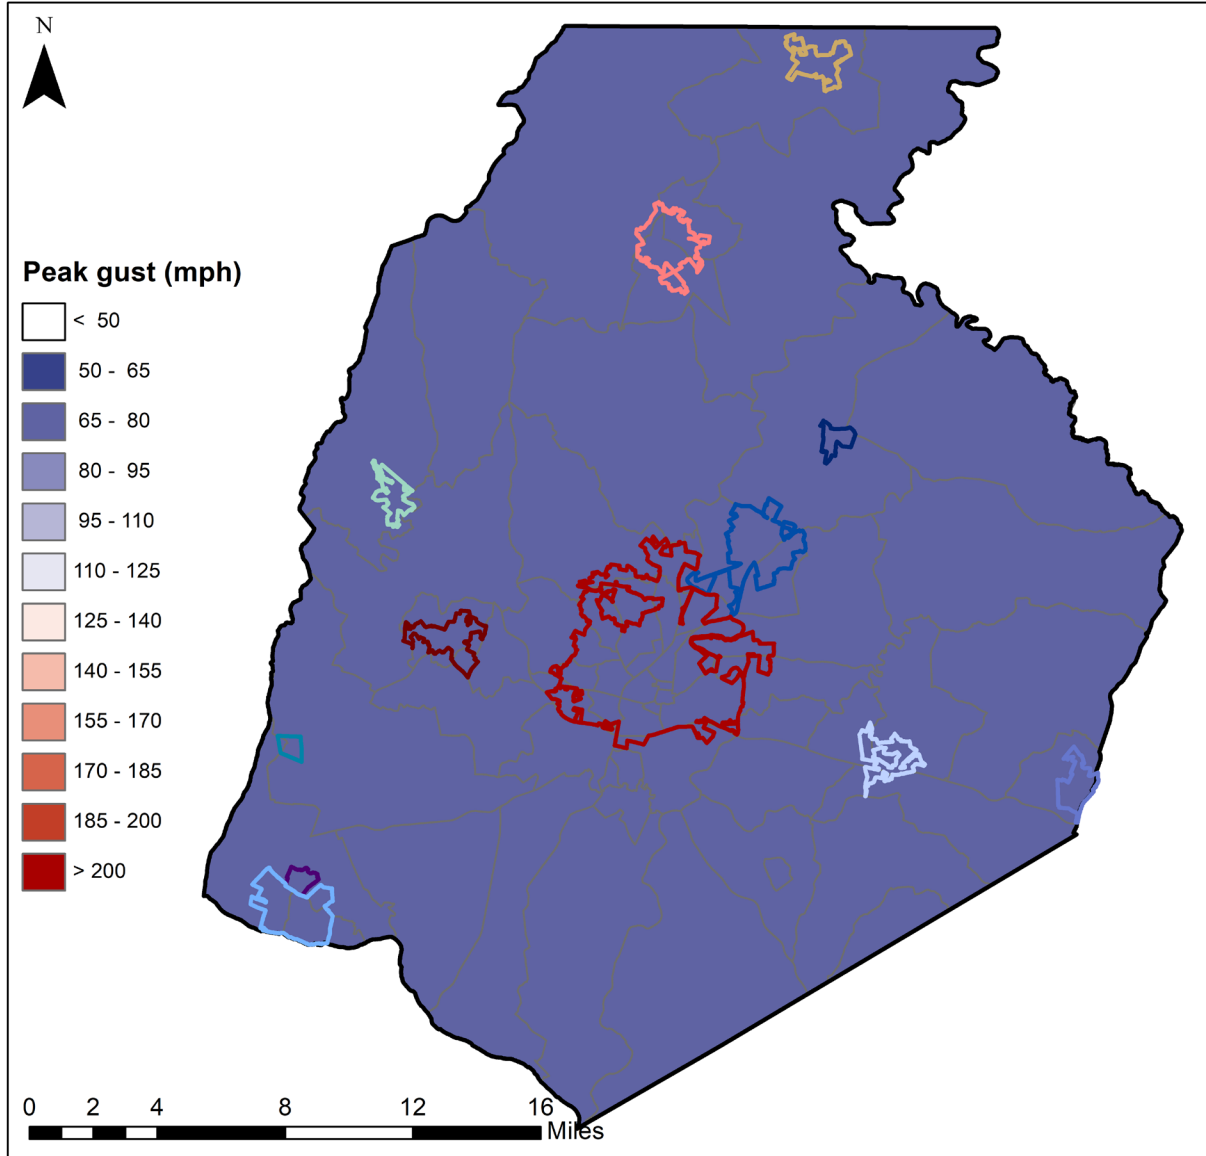 N
Peak gust (mph)
< 50
50 - 65
65 - 80
80 - 95
95 - 110
110 - 125
125 - 140
140 - 155
155 - 170
170 - 185
185 - 200
> 200
0 2 4 8 12 16
Miles